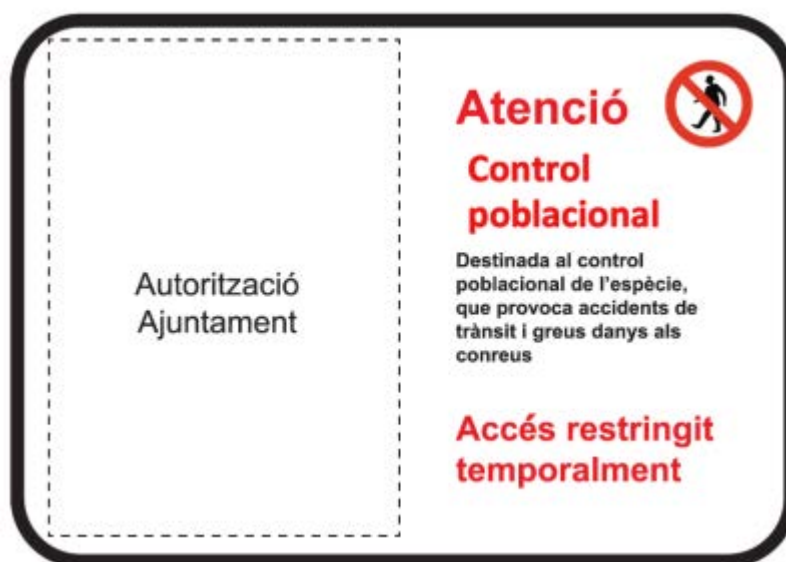 Autorització
Ajuntament
Atenció
Control
poblacional
Destinada al control
poblacional de l'espècie,
que provoca accidents de
trànsit i greus danys als
conreus
Accés restringit
temporalment